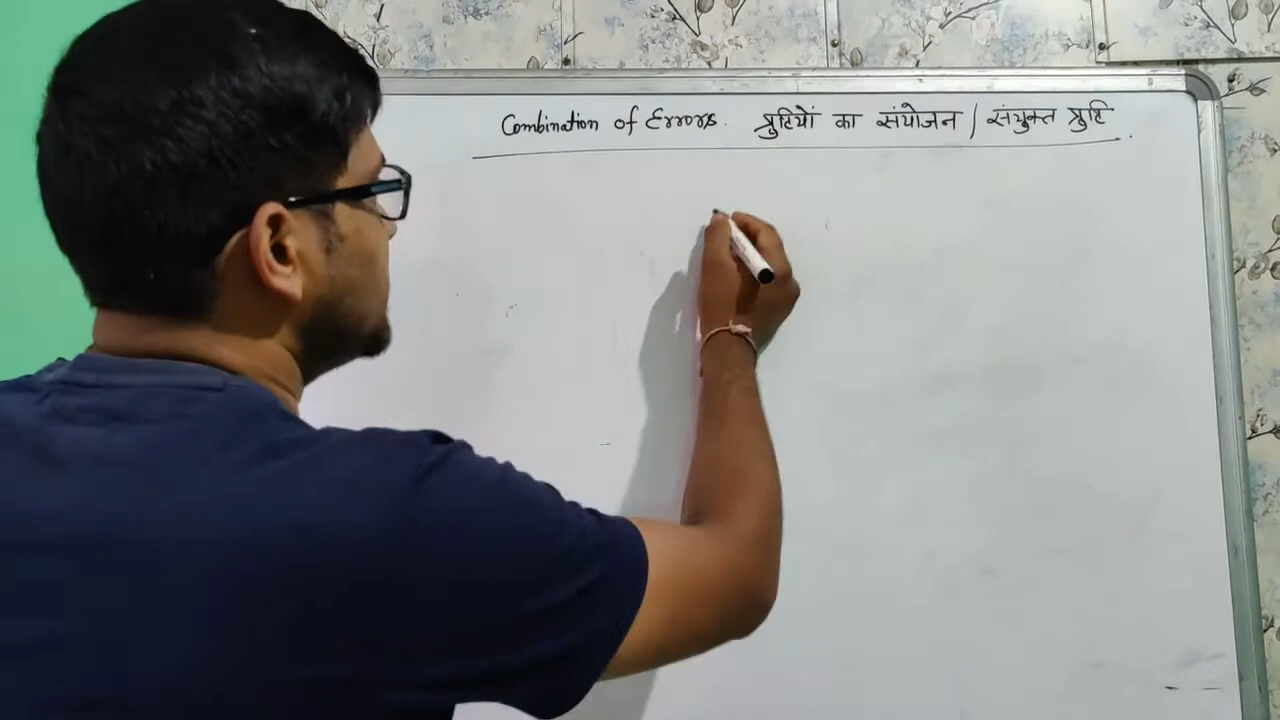 Combination of Errors. त्रुटियों का संयोजन / संयुक्त त्रुटि.